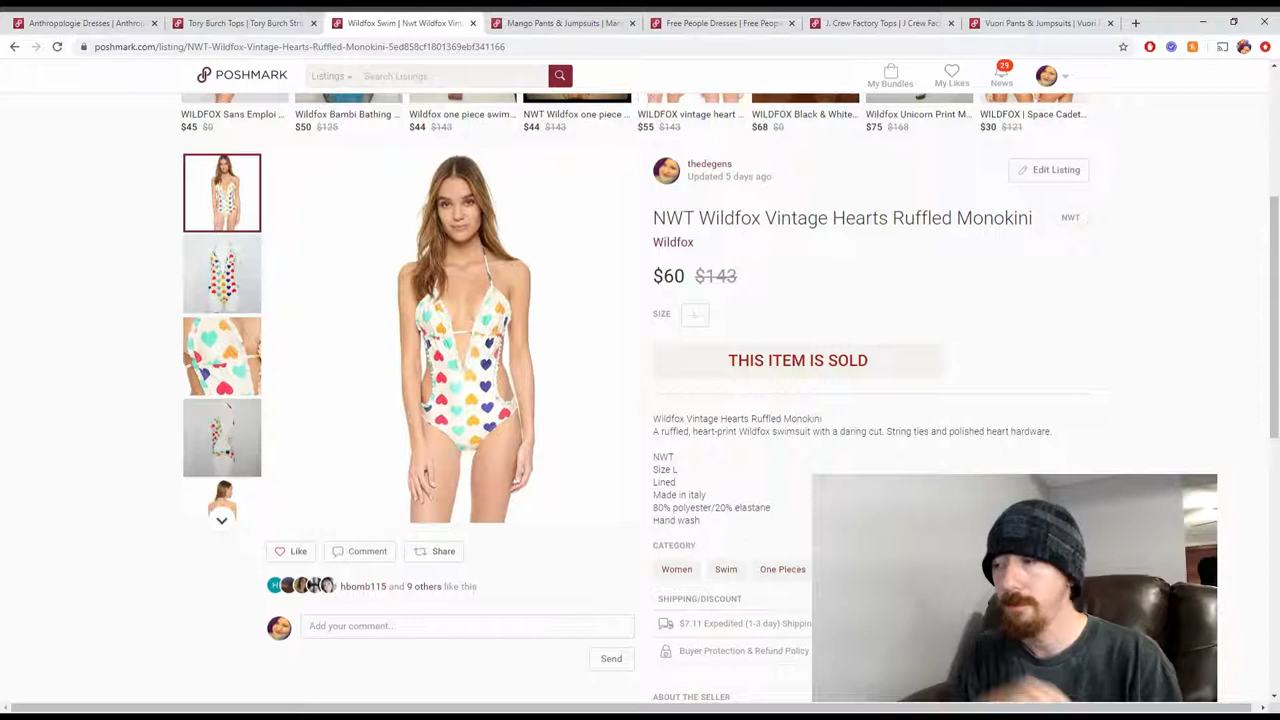 Anthropologie Dresses | Anthrop
Tory Burch Tops | Tory Burch Stri
Wildfox Swim | Nwt Wildfox Vint
Mango Pants & Jumpsuits | Man
Free People Dresses | Free Peopl
J. Crew Factory Tops | J Crew Fac
Vuori Pants & Jumpsuits | Vuori A
poshmark.com/listing/NWT-Wildfox-Vintage-Hearts-Ruffled-Monokini-5ed858cf1801369ebf341166
POSHMARK
Listings
Search Listings
My Bundles
My Likes
29
News
WILDFOX Sans Emploi ...
$45 $0
Wildfox Bambi Bathing ...
$50 $125
Wildfox one piece swim...
$44 $143
NWT Wildfox one piece ...
$44 $143
WILDFOX vintage heart ...
$55 $143
WILDFOX Black & White...
$68 $0
Wildfox Unicorn Print M...
$75 $168
WILDFOX | Space Cadet...
$30 $121
thedegens
Updated 5 days ago
Edit Listing
NWT Wildfox Vintage Hearts Ruffled Monokini
NWT
Wildfox
$60 $143
SIZE
L
THIS ITEM IS SOLD
Wildfox Vintage Hearts Ruffled Monokini
A ruffled, heart-print Wildfox swimsuit with a daring cut. String ties and polished heart hardware.
NWT
Size L
Lined
Made in italy
80% polyester/20% elastane
Hand wash
CATEGORY
Women
Swim
One Pieces
SHIPPING/DISCOUNT
$7.11 Expedited (1-3 day) Shippin
Buyer Protection & Refund Policy
ABOUT THE SELLER
Like
Comment
Share
hbomb115 and 9 others like this
Add your comment...
Send